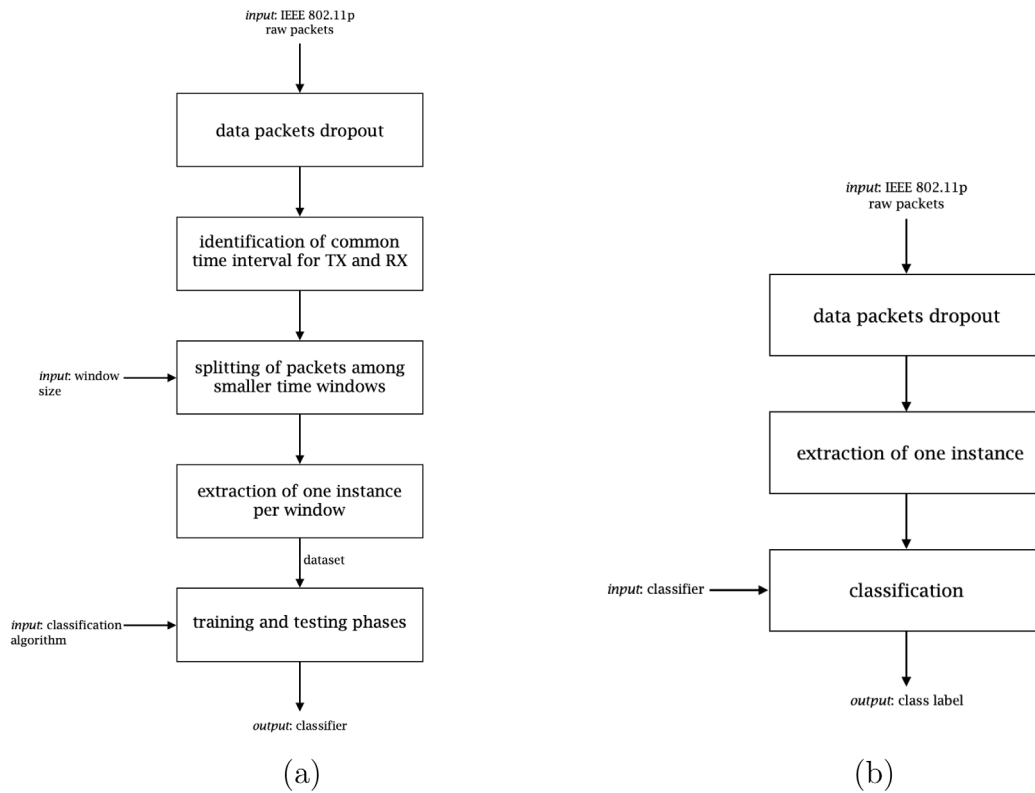 input: IEEE 802.11p
raw packets
data packets dropout
identification of common
time interval for TX and RX
input: window
size
splitting of packets among
smaller time windows
extraction of one instance
per window
dataset
input: classification
algorithm
training and testing phases
output: classifier
(a)
input: IEEE 802.11p
raw packets
data packets dropout
extraction of one instance
input: classifier
classification
output: class label
(b)